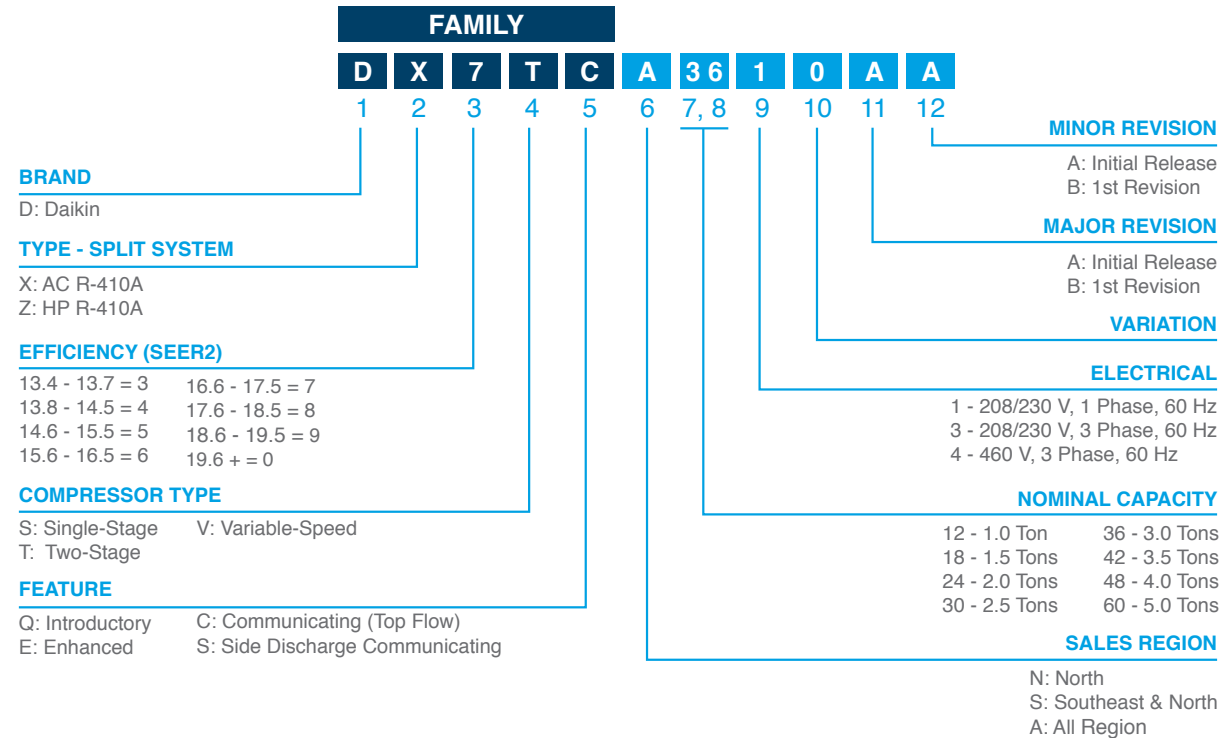 FAMILY
D X 7 T C A 3 6 1 0 A A
1 2 3 4 5 6 7, 8 9 10 11 12
BRAND
D: Daikin
TYPE - SPLIT SYSTEM
X: AC R-410A
Z: HP R-410A
EFFICIENCY (SEER2)
13.4 - 13.7 = 3 16.6 - 17.5 = 7
13.8 - 14.5 = 4 17.6 - 18.5 = 8
14.6 - 15.5 = 5 18.6 - 19.5 = 9
15.6 - 16.5 = 6 19.6 + = 0
COMPRESSOR TYPE
S: Single-Stage V: Variable-Speed
T: Two-Stage
FEATURE
Q: Introductory C: Communicating (Top Flow)
E: Enhanced S: Side Discharge Communicating
MINOR REVISION
A: Initial Release
B: 1st Revision
MAJOR REVISION
A: Initial Release
B: 1st Revision
VARIATION
ELECTRICAL
1 - 208/230 V, 1 Phase, 60 Hz
3 - 208/230 V, 3 Phase, 60 Hz
4 - 460 V, 3 Phase, 60 Hz
NOMINAL CAPACITY
12 - 1.0 Ton 36 - 3.0 Tons
18 - 1.5 Tons 42 - 3.5 Tons
24 - 2.0 Tons 48 - 4.0 Tons
30 - 2.5 Tons 60 - 5.0 Tons
SALES REGION
N: North
S: Southeast & North
A: All Region